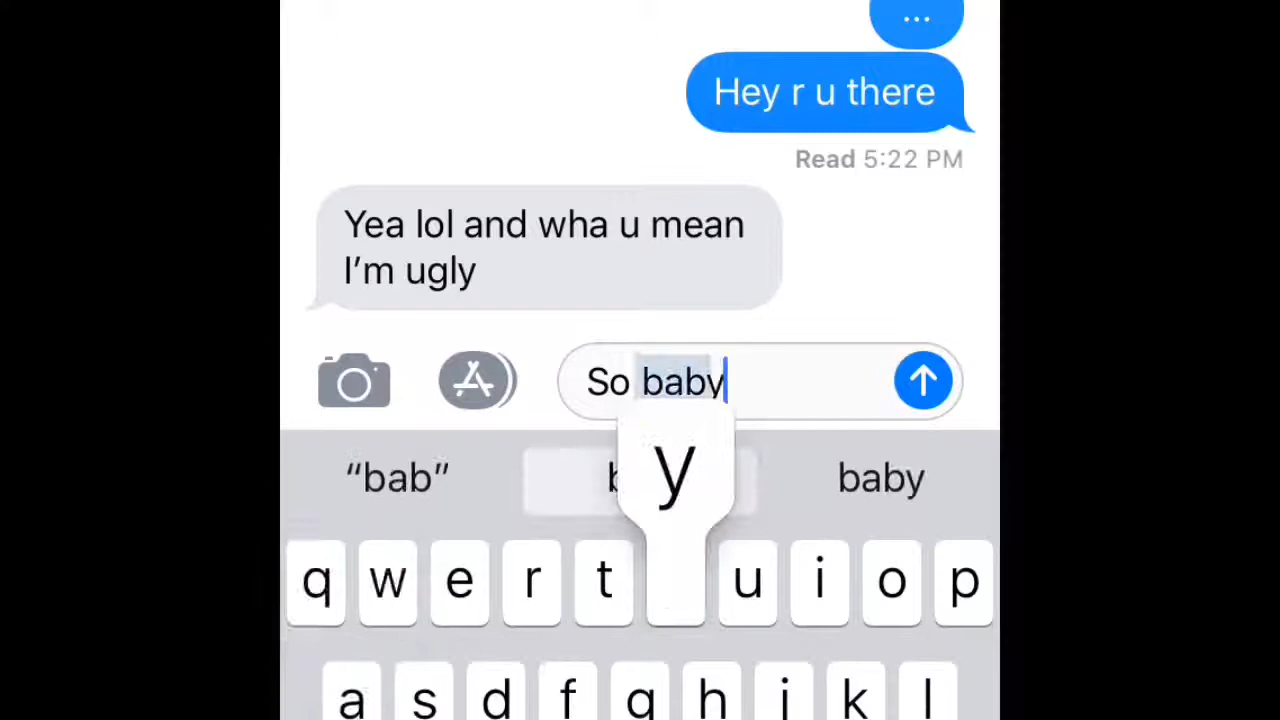 ...
Hey r u there
Read 5:22 PM
Yea lol and wha u mean
I’m ugly
So baby
“bab” b baby
y
q w e r t u i o p
a s d f g h j k l